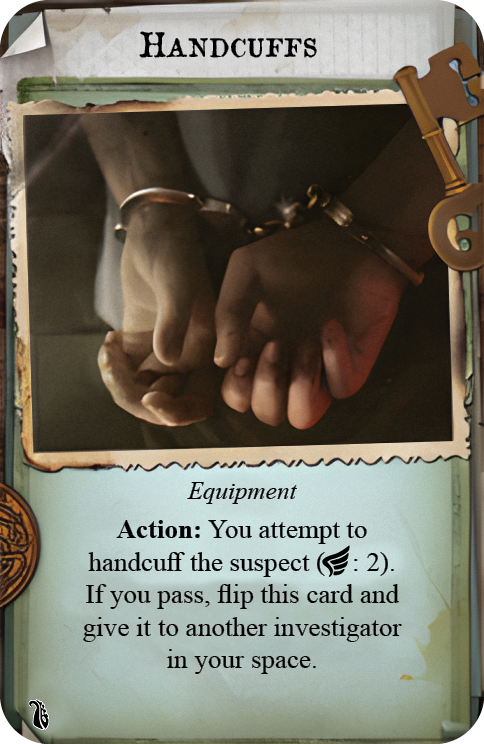 HANDCUFFS
Equipment
Action: You attempt to
handcuff the suspect ( : 2).
If you pass, flip this card and
give it to another investigator
in your space.